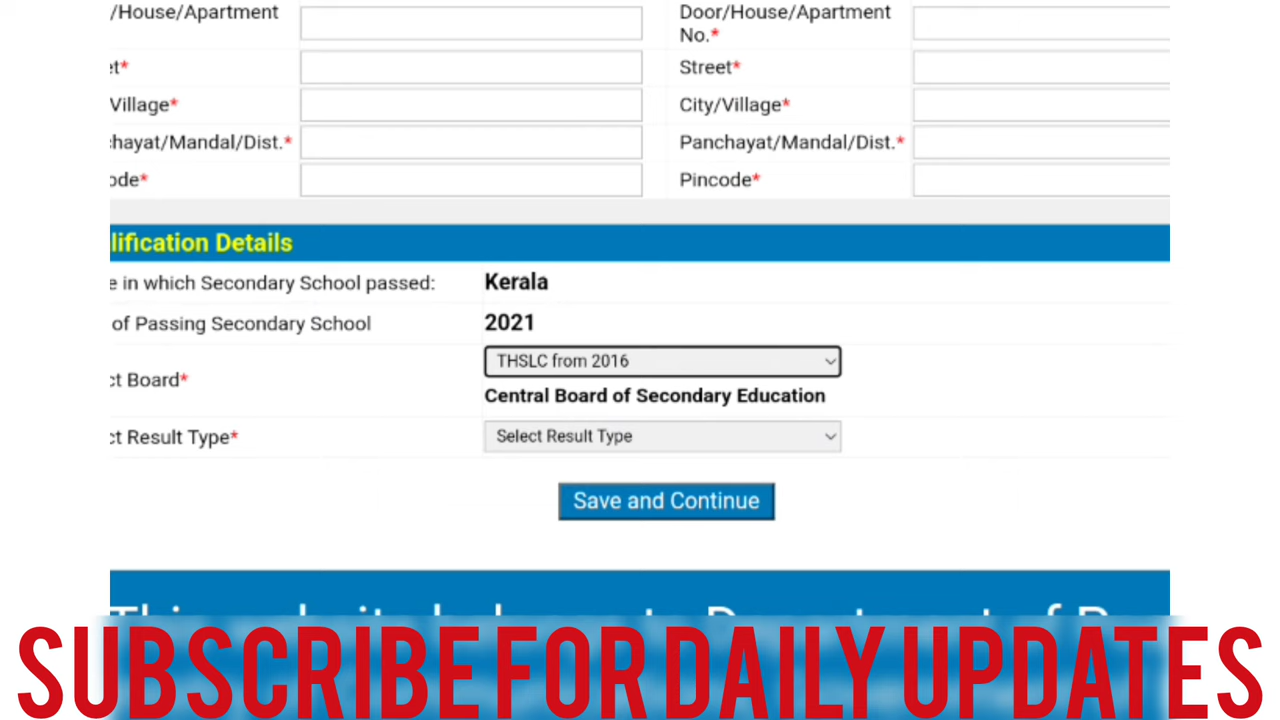 /House/Apartment
Door/House/Apartment No.*
et*
Street*
Village*
City/Village*
hayat/Mandal/Dist.*
Panchayat/Mandal/Dist.*
ode*
Pincode*
lification Details
e in which Secondary School passed:
Kerala
of Passing Secondary School
2021
ct Board*
THSLC from 2016
Central Board of Secondary Education
ct Result Type*
Select Result Type
Save and Continue
SUBSCRIBE FOR DAILY UPDATES